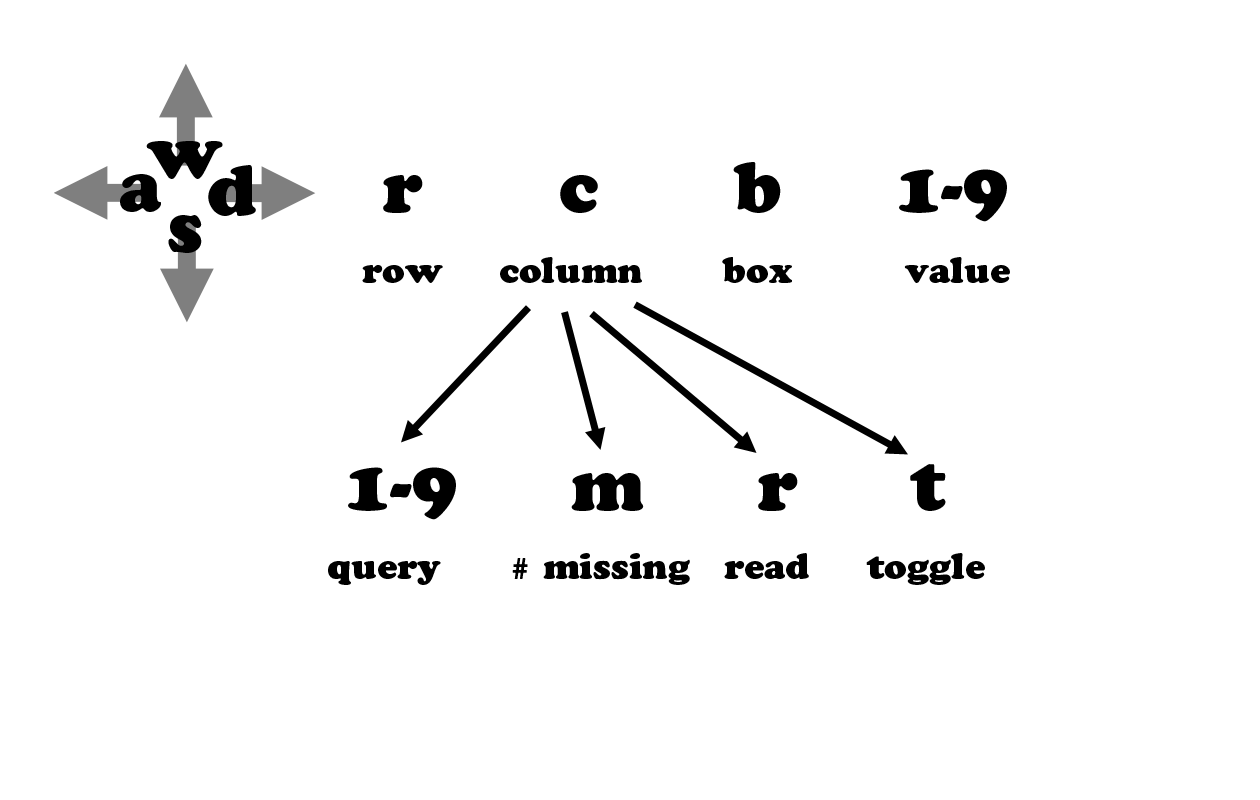 w
a d
s
r c b 1-9
row column box value
1-9 m r t
query # missing read toggle